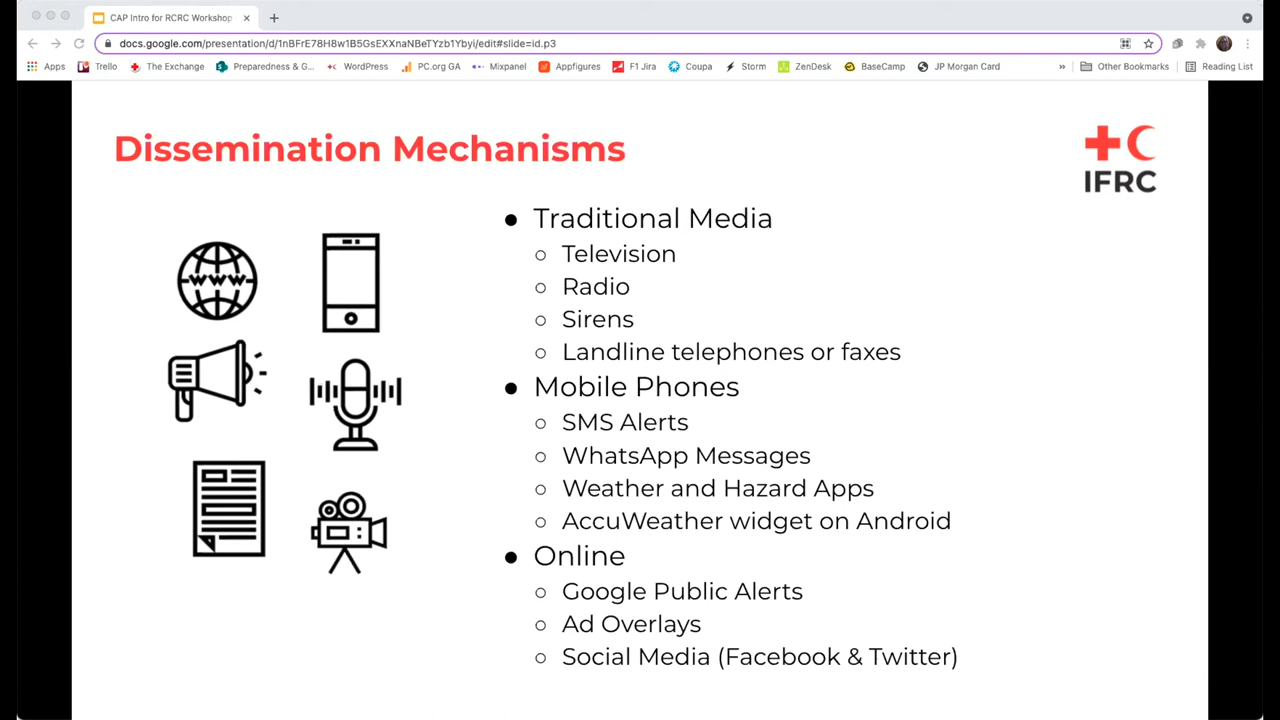 CAP Intro for RCRC Workshop
docs.google.com/presentation/d/1nBFrE78H8w1B5GsEXXnaNBeTYzb1Ybyi/edit#slide=id.p3
Apps Trello The Exchange Preparedness & G... WordPress PC.org GA Mixpanel Appfigures F1 Jira Coupa Storm ZenDesk BaseCamp JP Morgan Card » Other Bookmarks Reading List
Dissemination Mechanisms
IFRC
www
● Traditional Media
○ Television
○ Radio
○ Sirens
○ Landline telephones or faxes
● Mobile Phones
○ SMS Alerts
○ WhatsApp Messages
○ Weather and Hazard Apps
○ AccuWeather widget on Android
● Online
○ Google Public Alerts
○ Ad Overlays
○ Social Media (Facebook & Twitter)